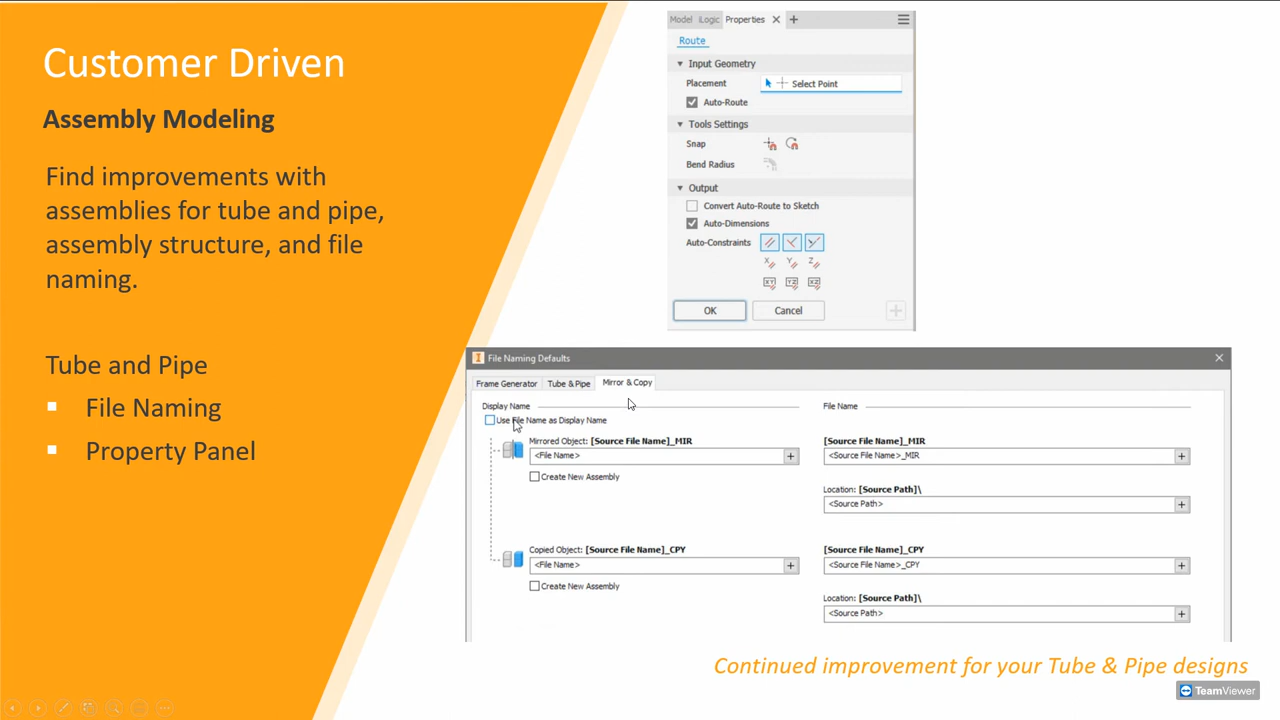 Customer Driven
Assembly Modeling
Find improvements with
assemblies for tube and pipe,
assembly structure, and file
naming.
Tube and Pipe
File Naming
Property Panel
Model iLogic Properties × +
Route
Input Geometry
Placement Select Point
Auto-Route
Tools Settings
Snap
Bend Radius
Output
Convert Auto-Route to Sketch
Auto-Dimensions
Auto-Constraints
X Y Z
XY YZ XZ
OK Cancel
File Naming Defaults
Frame Generator Tube & Pipe Mirror & Copy
Display Name File Name
Use File Name as Display Name
Mirrored Object: [Source File Name]_MIR [Source File Name]_MIR
<File Name> + <Source File Name>_MIR +
Create New Assembly
Location: [Source Path]\
<Source Path> +
Copied Object: [Source File Name]_CPY [Source File Name]_CPY
<File Name> + <Source File Name>_CPY +
Create New Assembly
Location: [Source Path]\
<Source Path> +
Continued improvement for your Tube & Pipe designs
TeamViewer